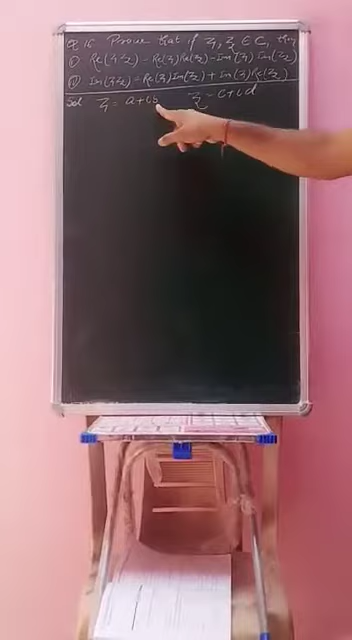 Q.16 Prove that if z₁, z₂ ∈ C, then
(i) Re(z₁z₂) = Re(z₁)Re(z₂) - Im(z₁)Im(z₂)
(ii) Im(z₁z₂) = Re(z₁)Im(z₂) + Im(z₁)Re(z₂)
Sol z₁ = a+ib z₂ = c+id